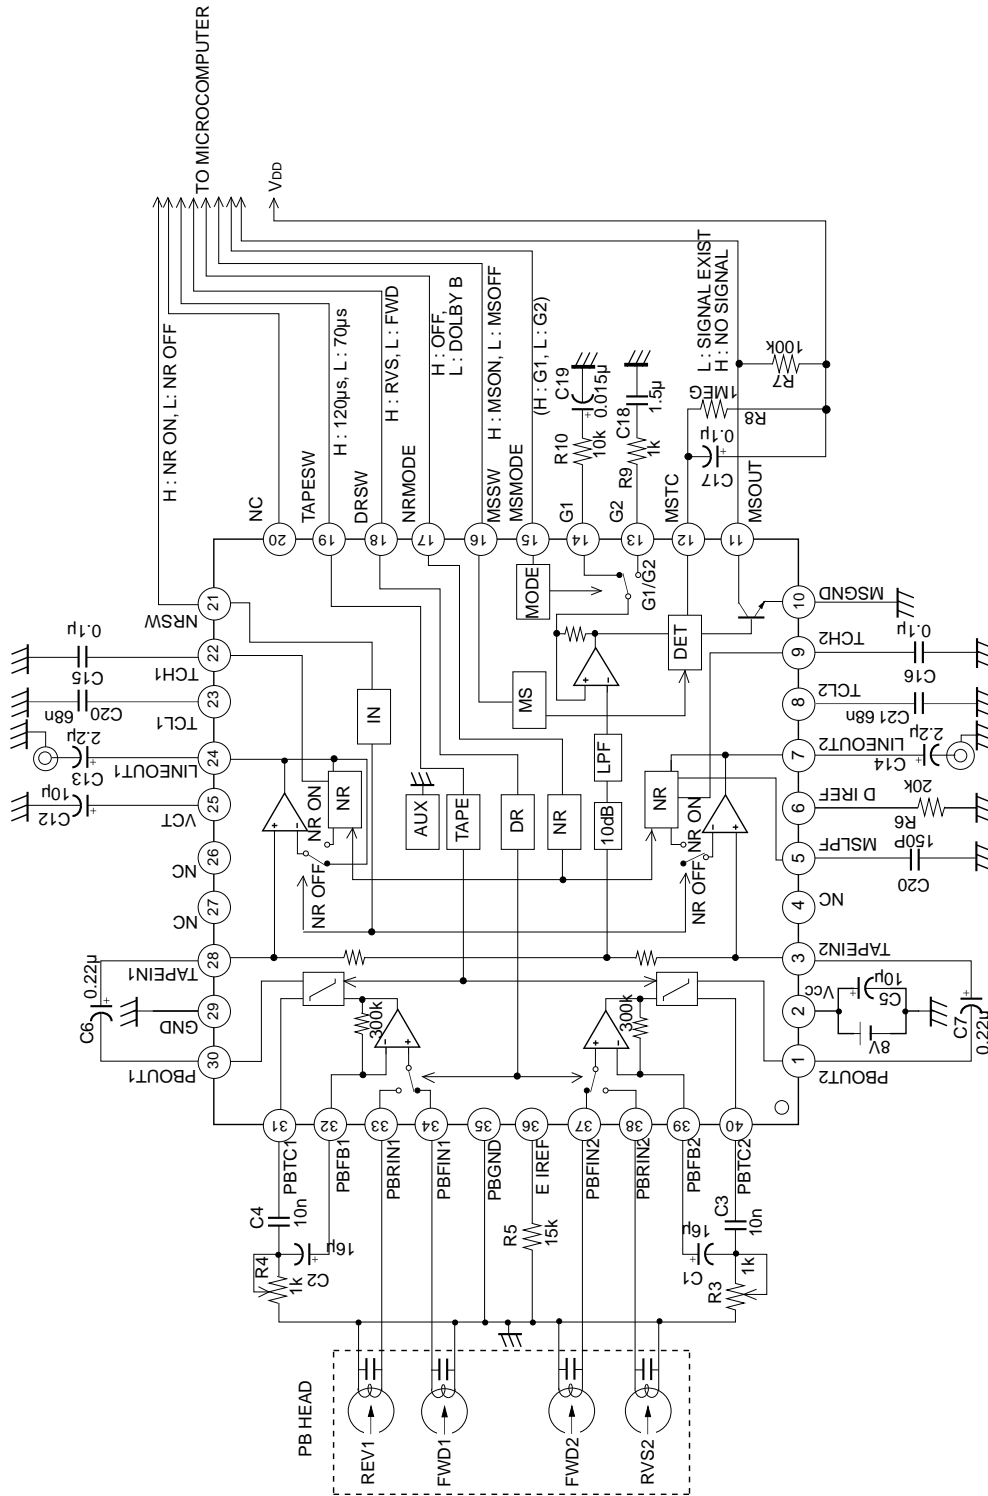 TO MICROCOMPUTER
VDD
H : NR ON, L: NR OFF
NC
TAPESW
H : 120µs, L : 70µs
DRSW
H : RVS, L : FWD
NRMODE
H : OFF,
L : DOLBY B
MSSW
H : MSON, L : MSOFF
MSMODE
(H : G1, L : G2)
G1
R10
10k
C19
0.015µ
G2
R9
1k
C18
1.5µ
MSTC
C17
0.1µ
R8
1MEG
R7
100k
MSOUT
L : SIGNAL EXIST
H : NO SIGNAL
20
19
18
17
16
15
14
13
12
11
21
NRSW
22
TCH1
C15
0.1µ
23
TCL1
C20
68n
24
LINEOUT1
C13
2.2µ
25
VCT
C12
10µ
26
NC
27
NC
28
TAPEIN1
29
GND
30
PBOUT1
C6
0.22µ
IN
NR
NR ON
NR OFF
AUX
TAPE
DR
NR
10dB
LPF
MS
MODE
G1/G2
DET
NR
NR ON
NR OFF
300k
300k
10
MSGND
9
TCH2
C16
0.1µ
8
TCL2
C21 68n
7
LINEOUT2
C14
2.2µ
6
D IREF
R6
20k
5
MSLPF
C20
150P
4
NC
3
TAPEIN2
2
Vcc
8V
C5
10µ
1
PBOUT2
C7
0.22µ
31
PBTC1
32
PBFB1
33
PBRIN1
34
PBFIN1
35
PBGND
36
E IREF
37
PBFIN2
38
PBRIN2
39
PBFB2
40
PBTC2
C4
10n
R4
1k
C2
16µ
R5
15k
C1
16µ
C3
10n
R3
1k
PB HEAD
REV1
FWD1
FWD2
RVS2